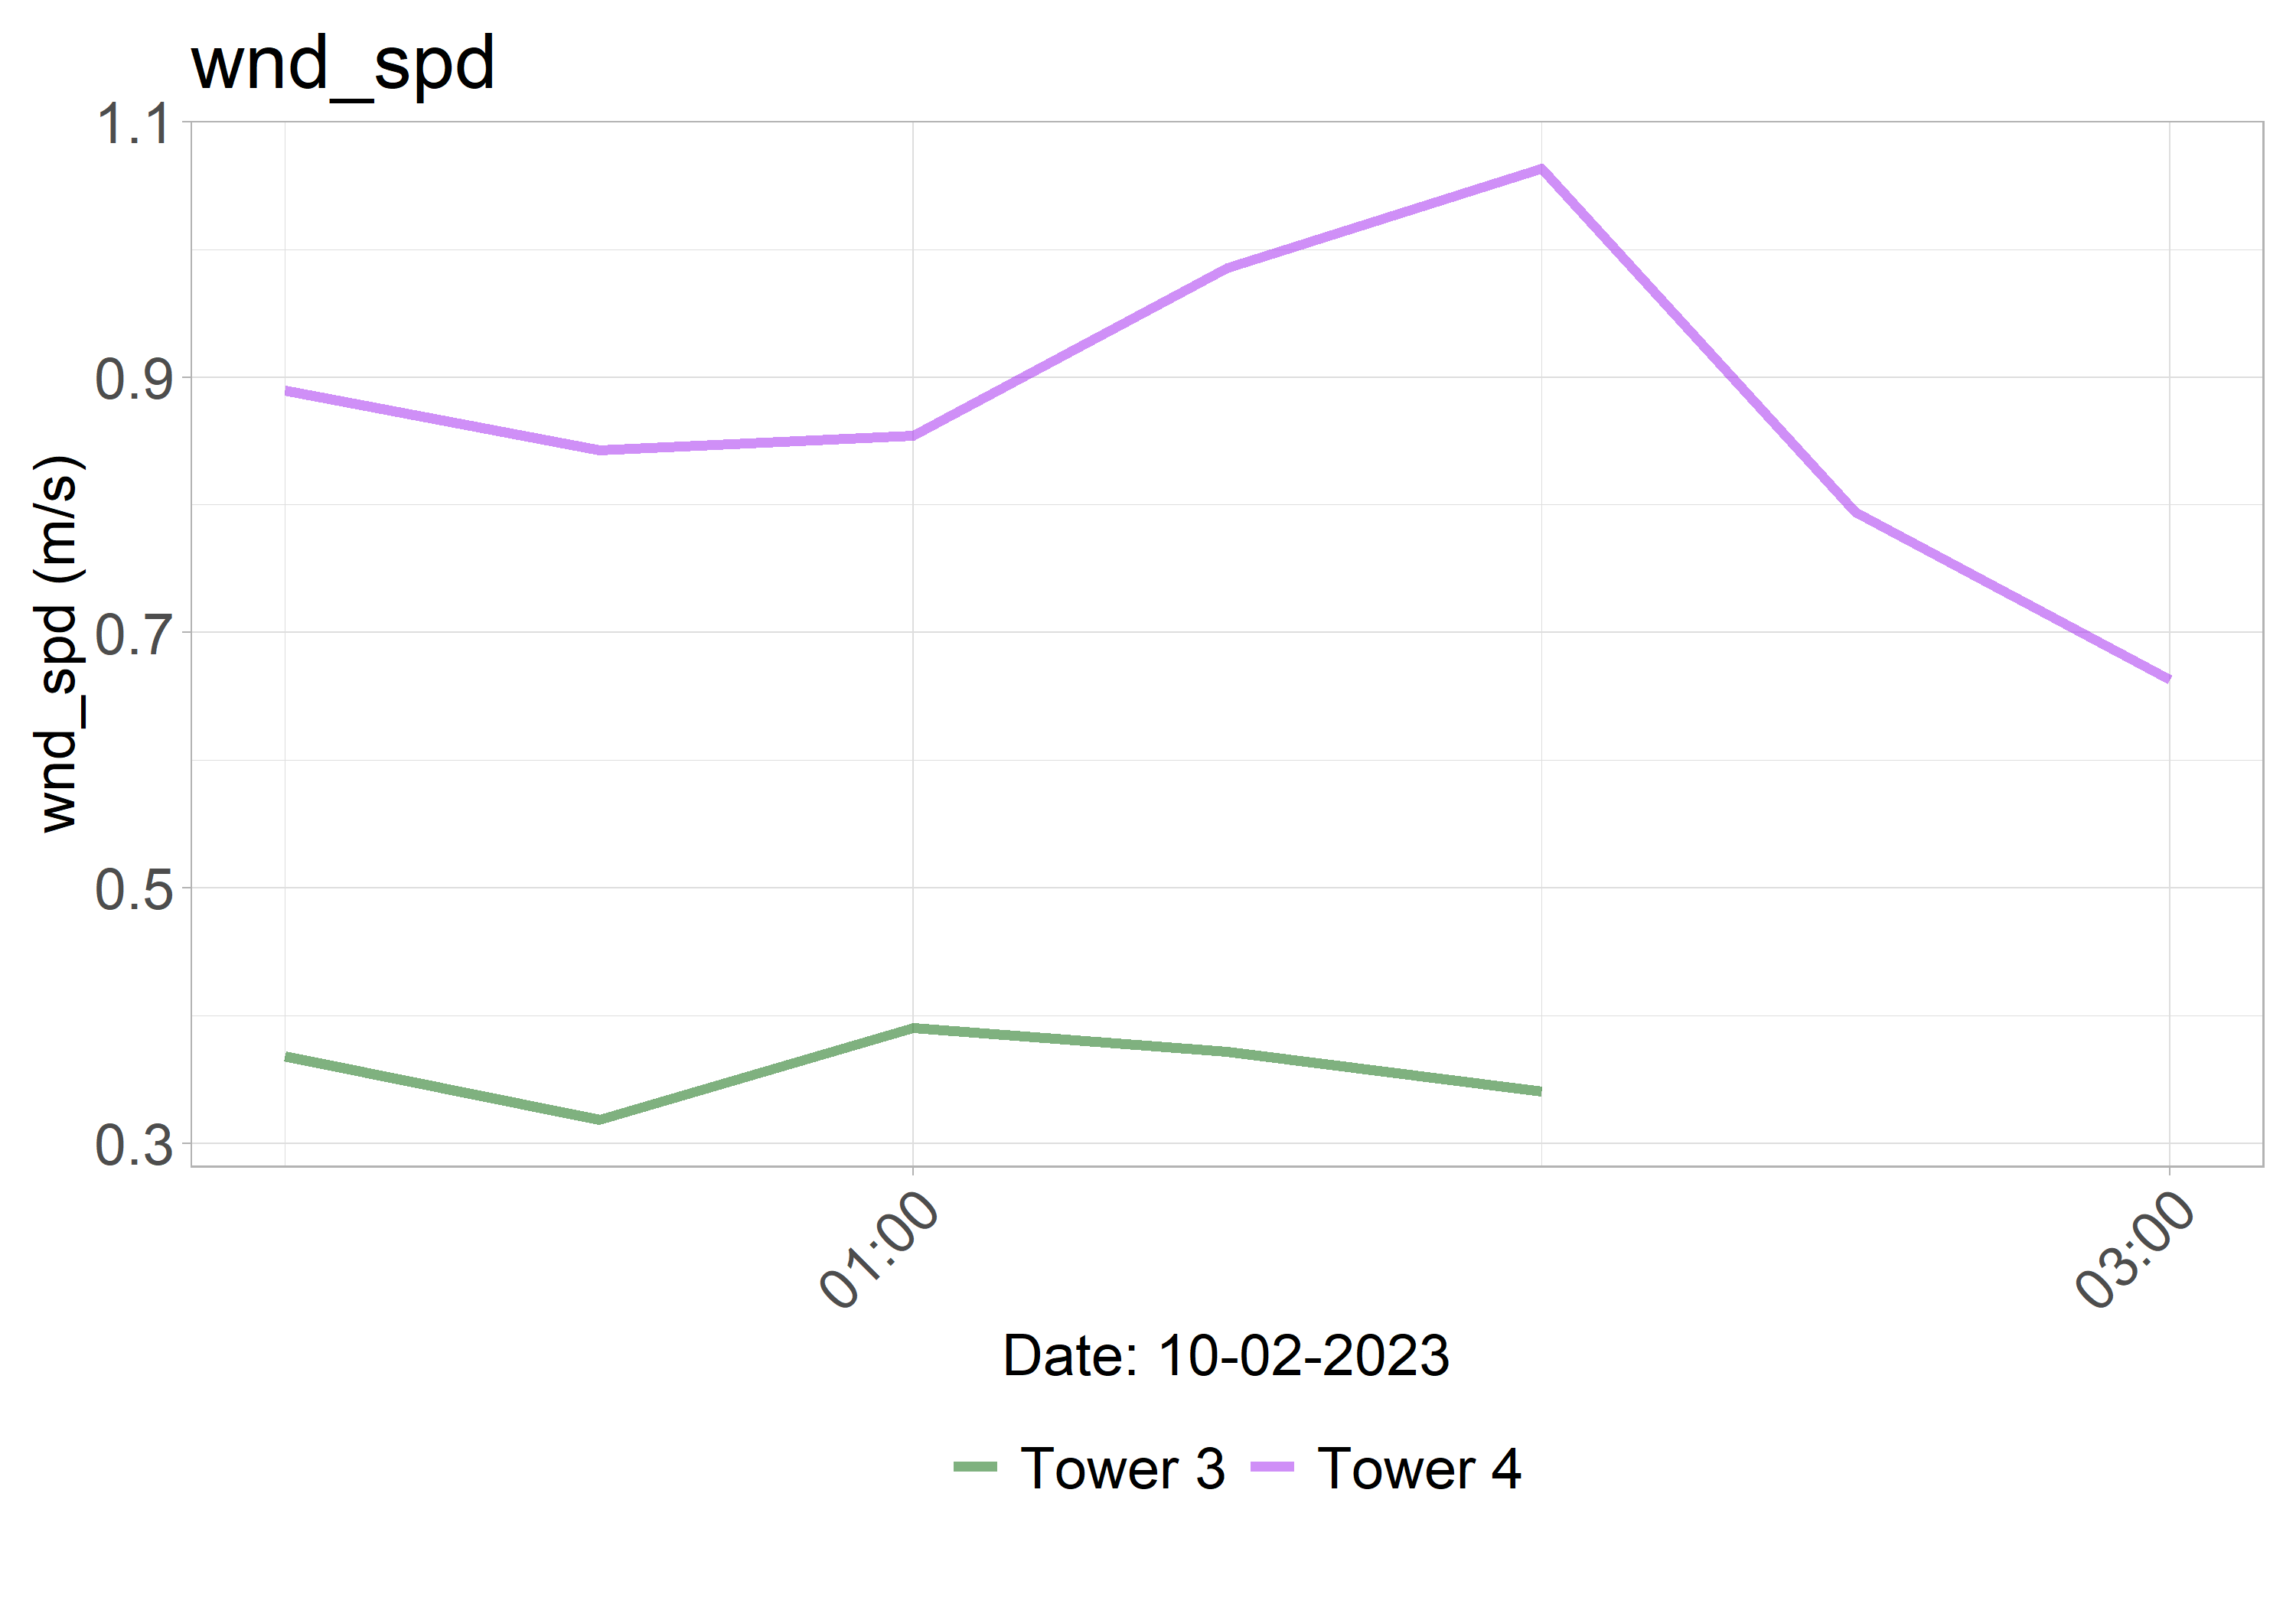 wnd_spd
1.1
0.9
0.7
0.5
0.3
wnd_spd (m/s)
01:00
03:00
Date: 10-02-2023
Tower 3
Tower 4